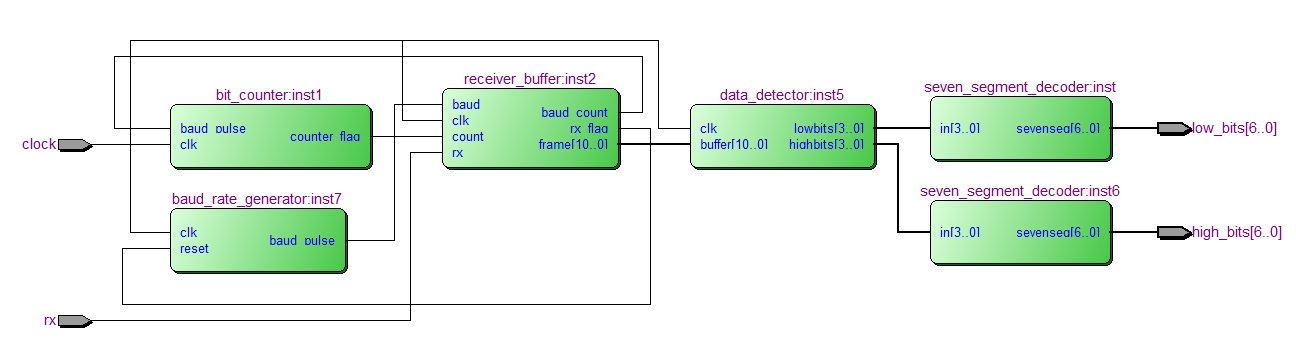 clock
rx
bit_counter:inst1
baud_pulse
clk
counter_flag
baud_rate_generator:inst7
clk
reset
baud_pulse
receiver_buffer:inst2
baud
clk
count
rx
baud_count
rx_flag
frame[10..0]
data_detector:inst5
clk
buffer[10..0]
lowbits[3..0]
highbits[3..0]
seven_segment_decoder:inst
in[3..0]
sevenseg[6..0]
low_bits[6..0]
seven_segment_decoder:inst6
in[3..0]
sevenseg[6..0]
high_bits[6..0]